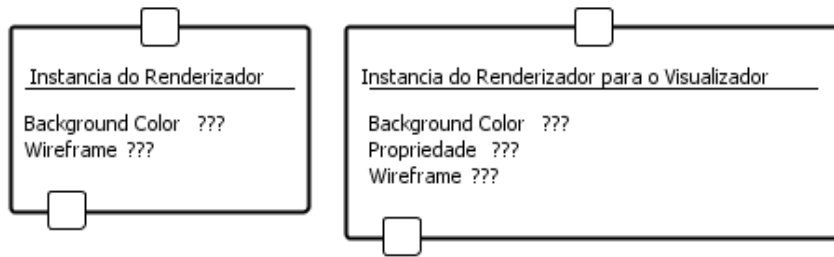 Instancia do Renderizador
Background Color ???
Wireframe ???
Instancia do Renderizador para o Visualizador
Background Color ???
Propriedade ???
Wireframe ???